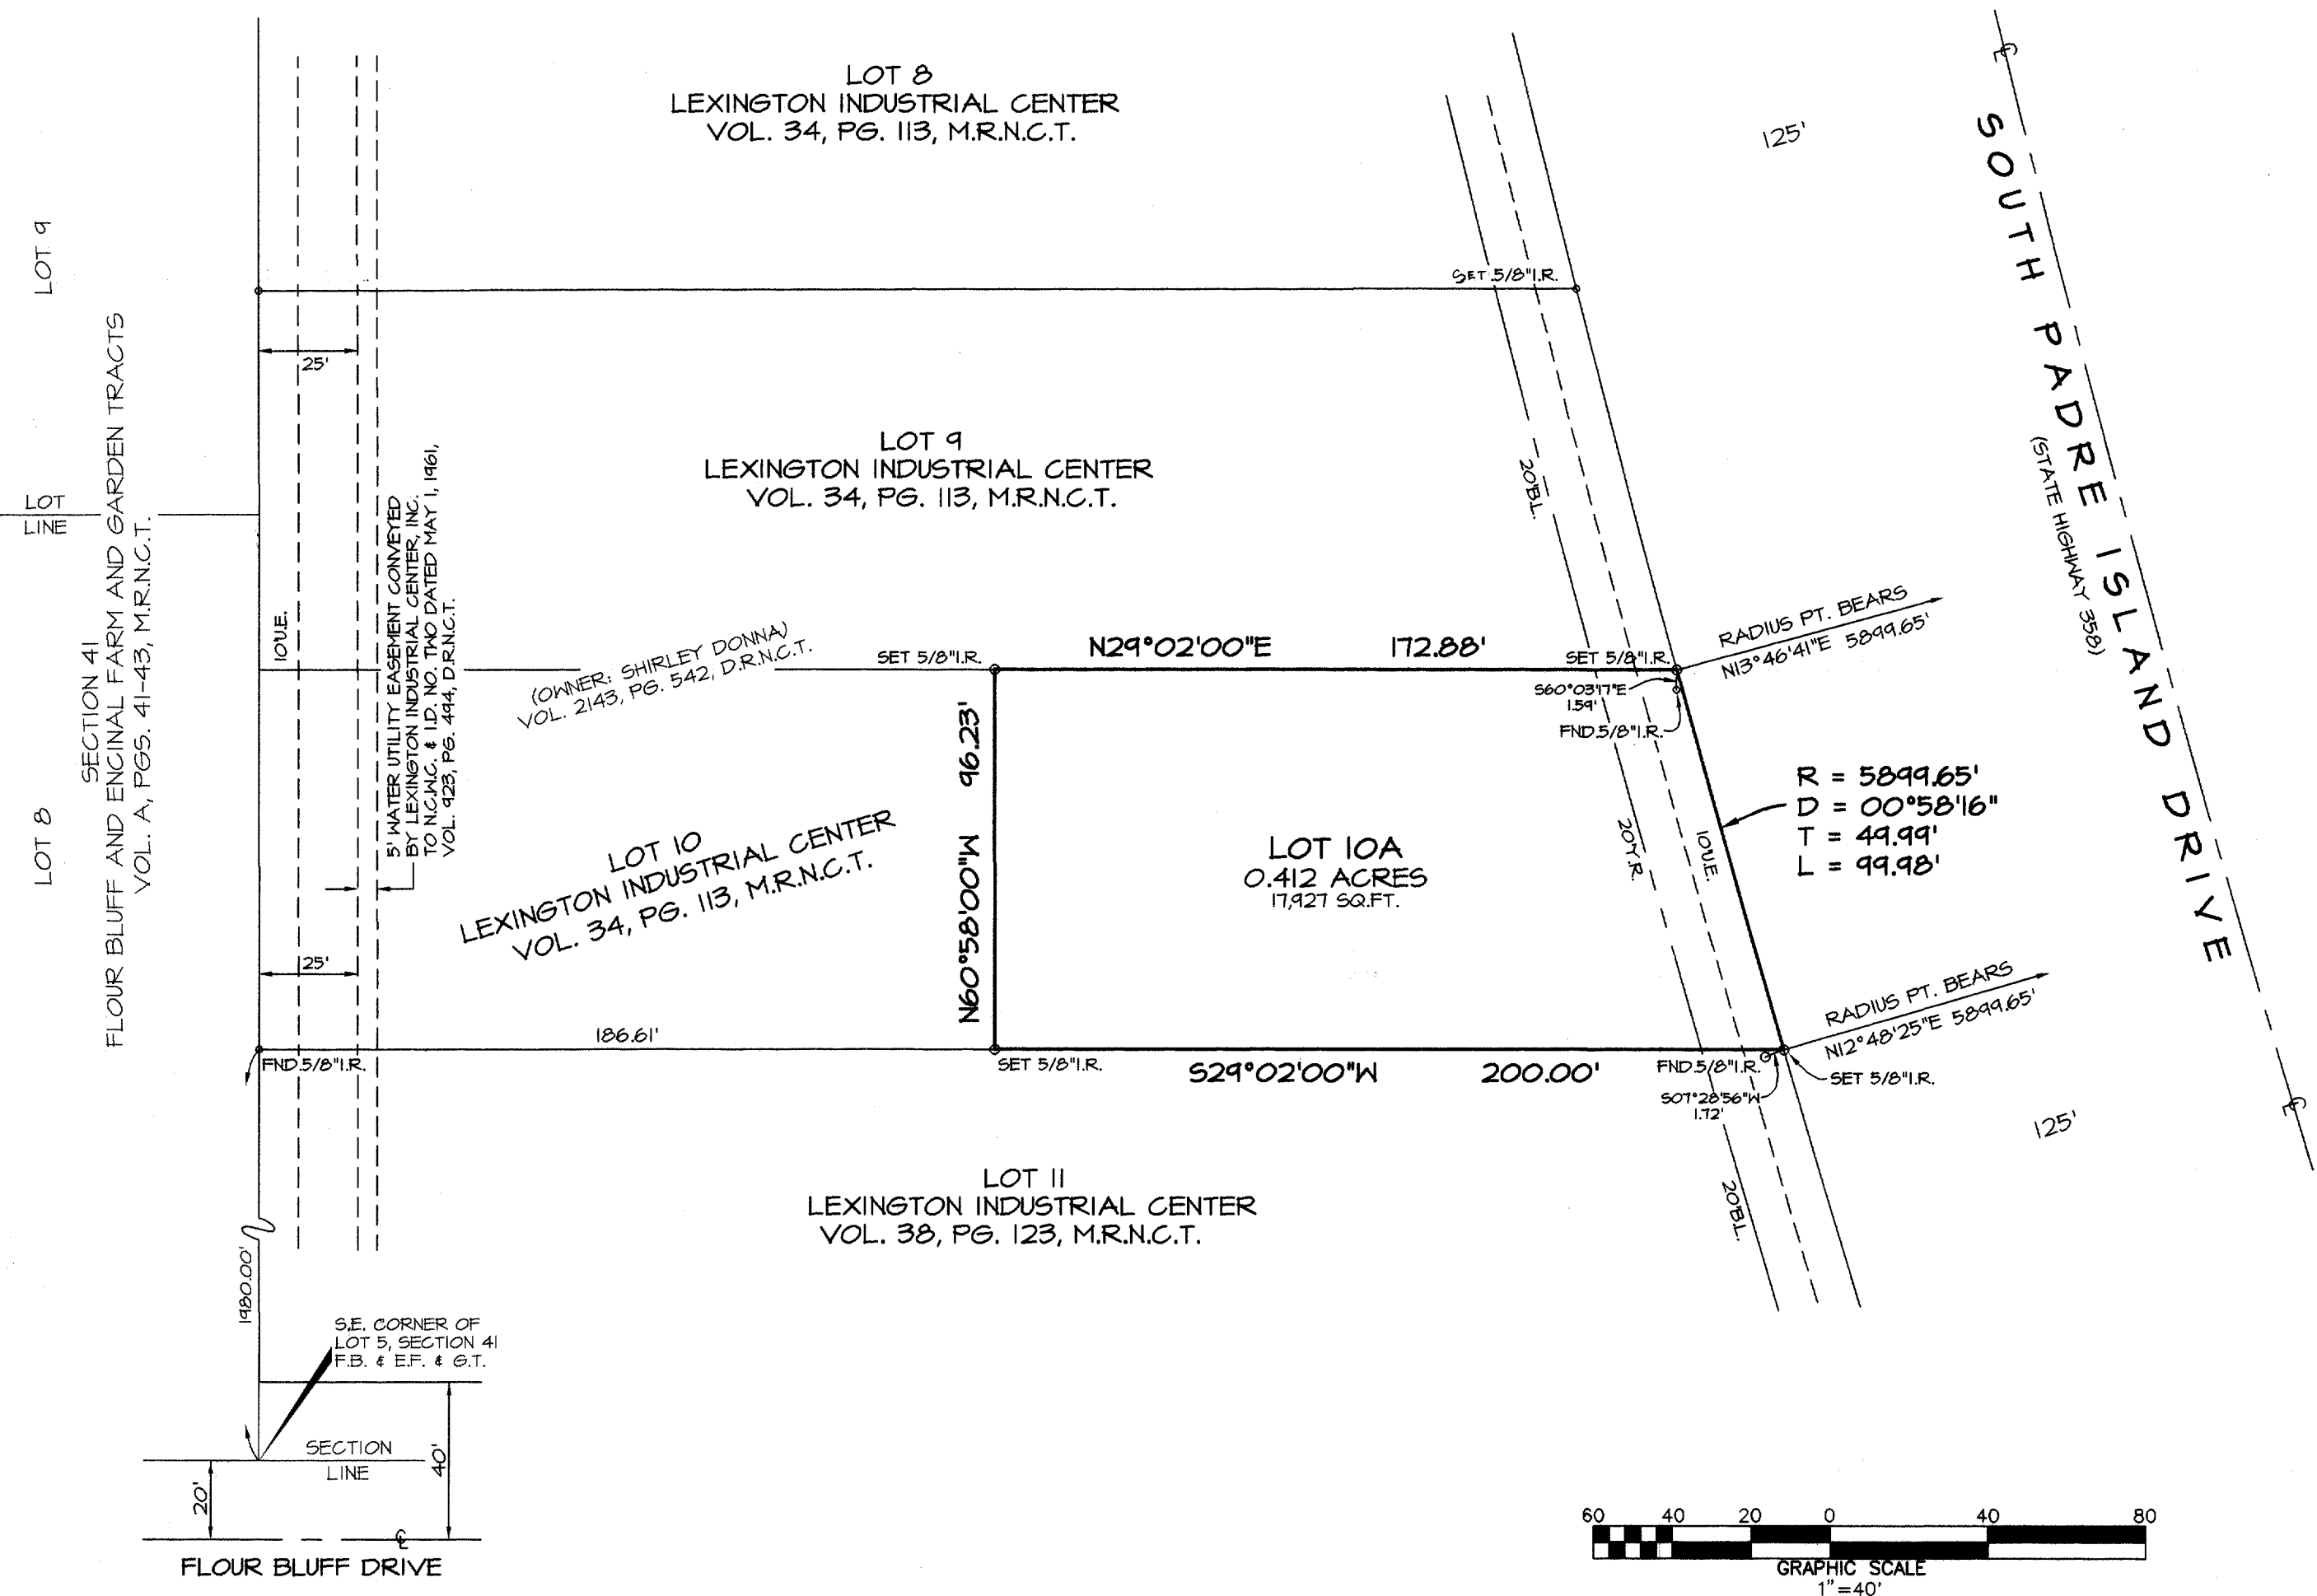 LOT 8
LEXINGTON INDUSTRIAL CENTER
VOL. 34, PG. 113, M.R.N.C.T.
125'
SOUTH PADRE ISLAND DRIVE
(STATE HIGHWAY 358)
LOT 9
SET 5/8"I.R.
25'
LOT 9
LEXINGTON INDUSTRIAL CENTER
VOL. 34, PG. 113, M.R.N.C.T.
20'B.L.
LOT
LINE
SECTION 41
FLOUR BLUFF AND ENCINAL FARM AND GARDEN TRACTS
VOL. A, PGS. 41-43, M.R.N.C.T.
LOT 8
10'U.E.
5' WATER UTILITY EASEMENT CONVEYED
BY LEXINGTON INDUSTRIAL CENTER, INC.
TO N.C.W.C. & I.D. NO. TWO DATED MAY 1, 1961,
VOL. 923, PG. 494, D.R.N.C.T.
(OWNER: SHIRLEY DONNA)
VOL. 2143, PG. 542, D.R.N.C.T.
SET 5/8"I.R.
N29°02'00"E 172.88'
SET 5/8"I.R.
RADIUS PT. BEARS
N13°46'41"E 5899.65'
S60°03'17"E
1.59'
FND.5/8"I.R.
N60°58'00"W 96.23'
R = 5899.65'
D = 00°58'16"
T = 49.99'
L = 99.98'
LOT 10
LEXINGTON INDUSTRIAL CENTER
VOL. 34, PG. 113, M.R.N.C.T.
LOT 10A
0.412 ACRES
17,927 SQ.FT.
20'Y.R.
10'U.E.
25'
186.61'
FND.5/8"I.R.
SET 5/8"I.R.
S29°02'00"W 200.00'
FND.5/8"I.R.
S07°28'56"W
1.72'
SET 5/8"I.R.
RADIUS PT. BEARS
N12°48'25"E 5899.65'
125'
20'B.L.
LOT 11
LEXINGTON INDUSTRIAL CENTER
VOL. 38, PG. 123, M.R.N.C.T.
1980.00'
S.E. CORNER OF
LOT 5, SECTION 41
F.B. & E.F. & G.T.
SECTION
LINE
20'
40'
FLOUR BLUFF DRIVE
60 40 20 0 40 80
GRAPHIC SCALE
1"=40'